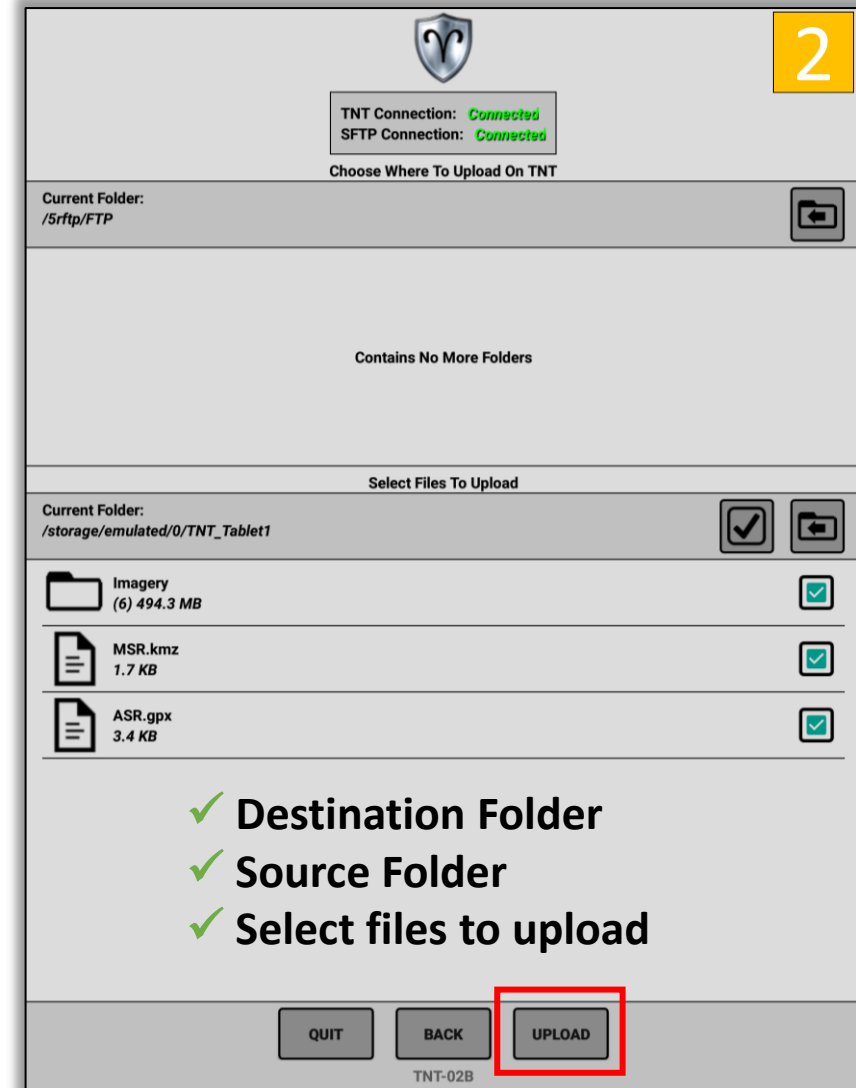 2
TNT Connection: Connected
SFTP Connection: Connected
Choose Where To Upload On TNT
Current Folder:
/5rftp/FTP
Contains No More Folders
Select Files To Upload
Current Folder:
/storage/emulated/0/TNT_Tablet1
Imagery
(6) 494.3 MB
MSR.kmz
1.7 KB
ASR.gpx
3.4 KB
✓ Destination Folder
✓ Source Folder
✓ Select files to upload
QUIT BACK UPLOAD
TNT-02B